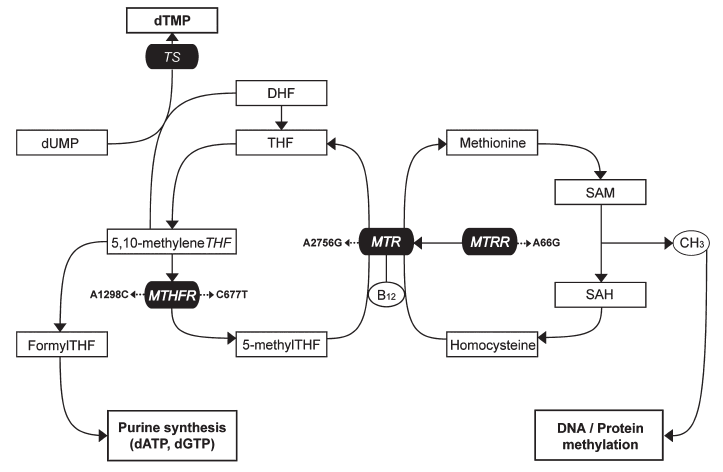 dTMP
TS
DHF
dUMP
THF
Methionine
SAM
5,10-methyleneTHF
A2756G
MTR
MTRR
A66G
CH₃
A1298C
MTHFR
C677T
B₁₂
SAH
FormylTHF
5-methylTHF
Homocysteine
Purine synthesis
(dATP, dGTP)
DNA / Protein
methylation